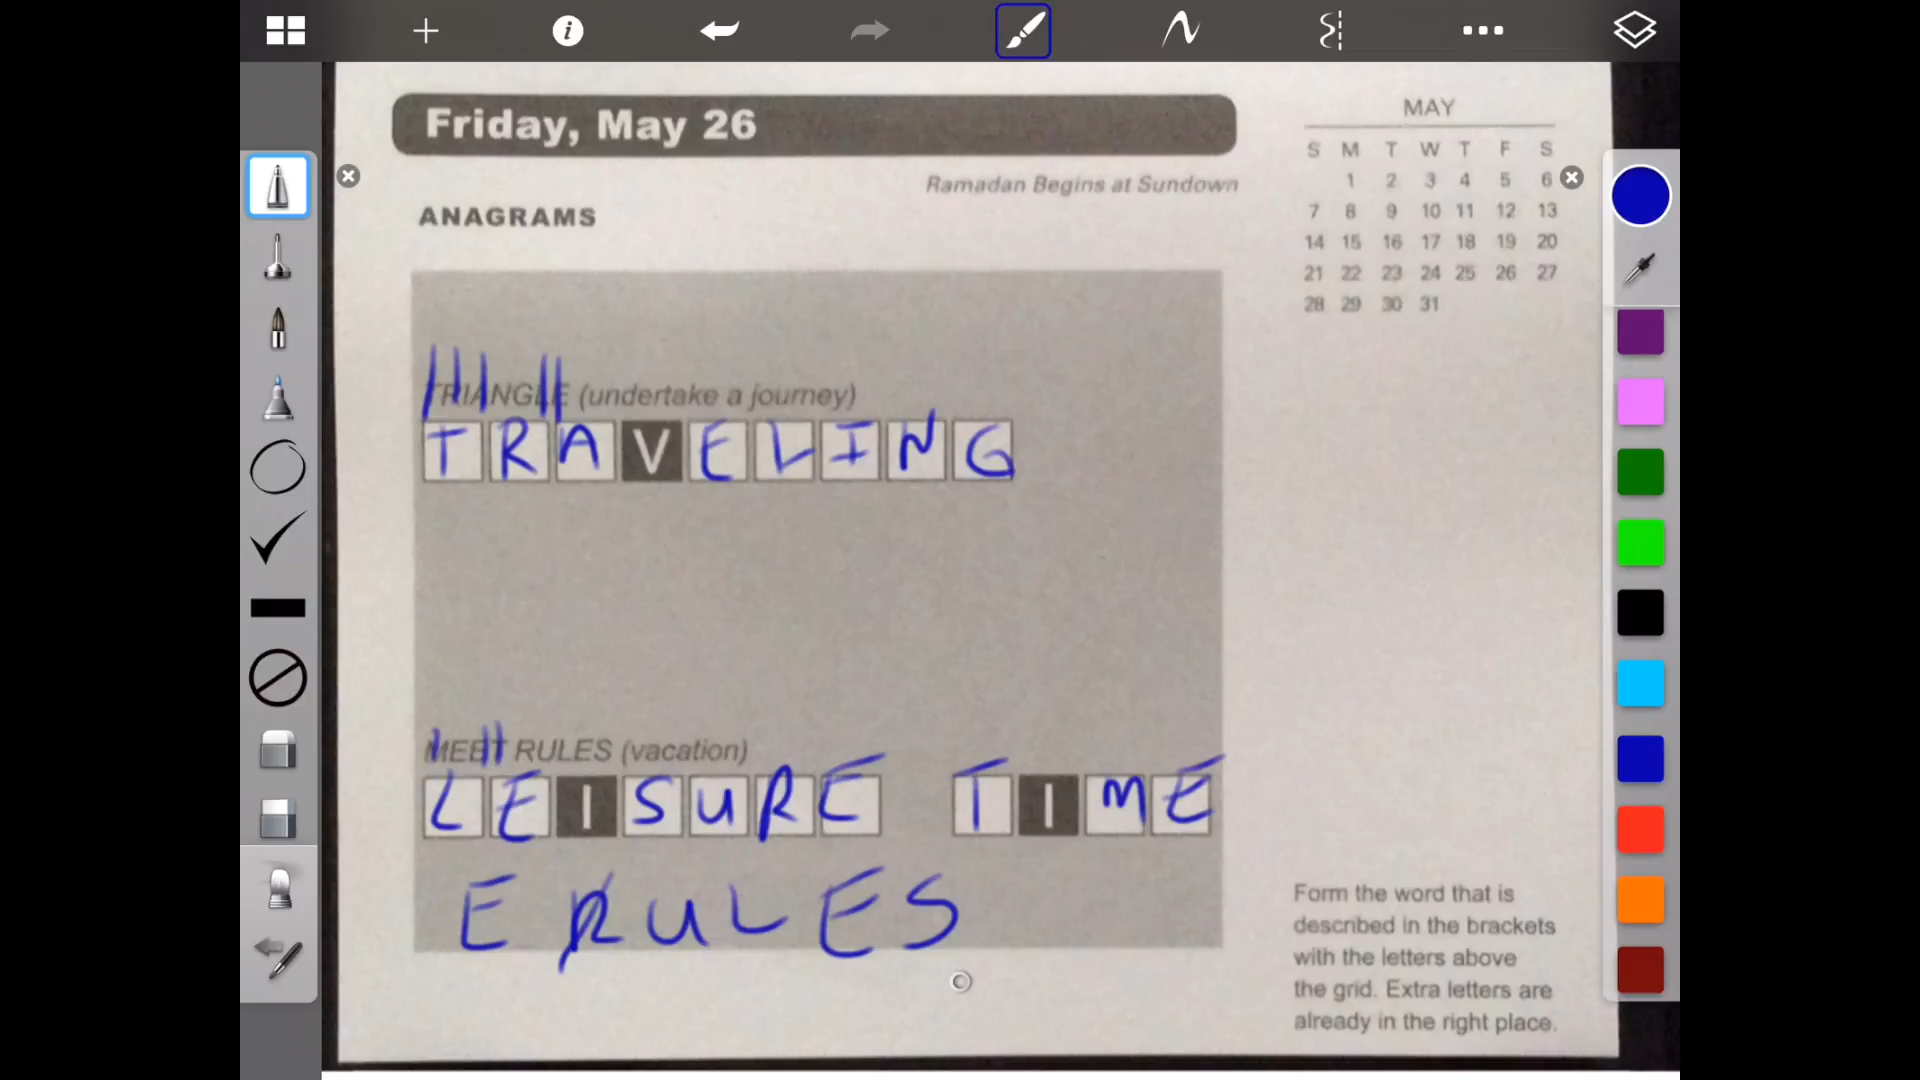 Friday, May 26
Ramadan Begins at Sundown
ANAGRAMS
TRIANGLE (undertake a journey)
TRAVELING
MEET RULES (vacation)
LEISURE TIME
E RULES
MAY
S M T W T F S
1 2 3 4 5 6
7 8 9 10 11 12 13
14 15 16 17 18 19 20
21 22 23 24 25 26 27
28 29 30 31
Form the word that is
described in the brackets
with the letters above
the grid. Extra letters are
already in the right place.